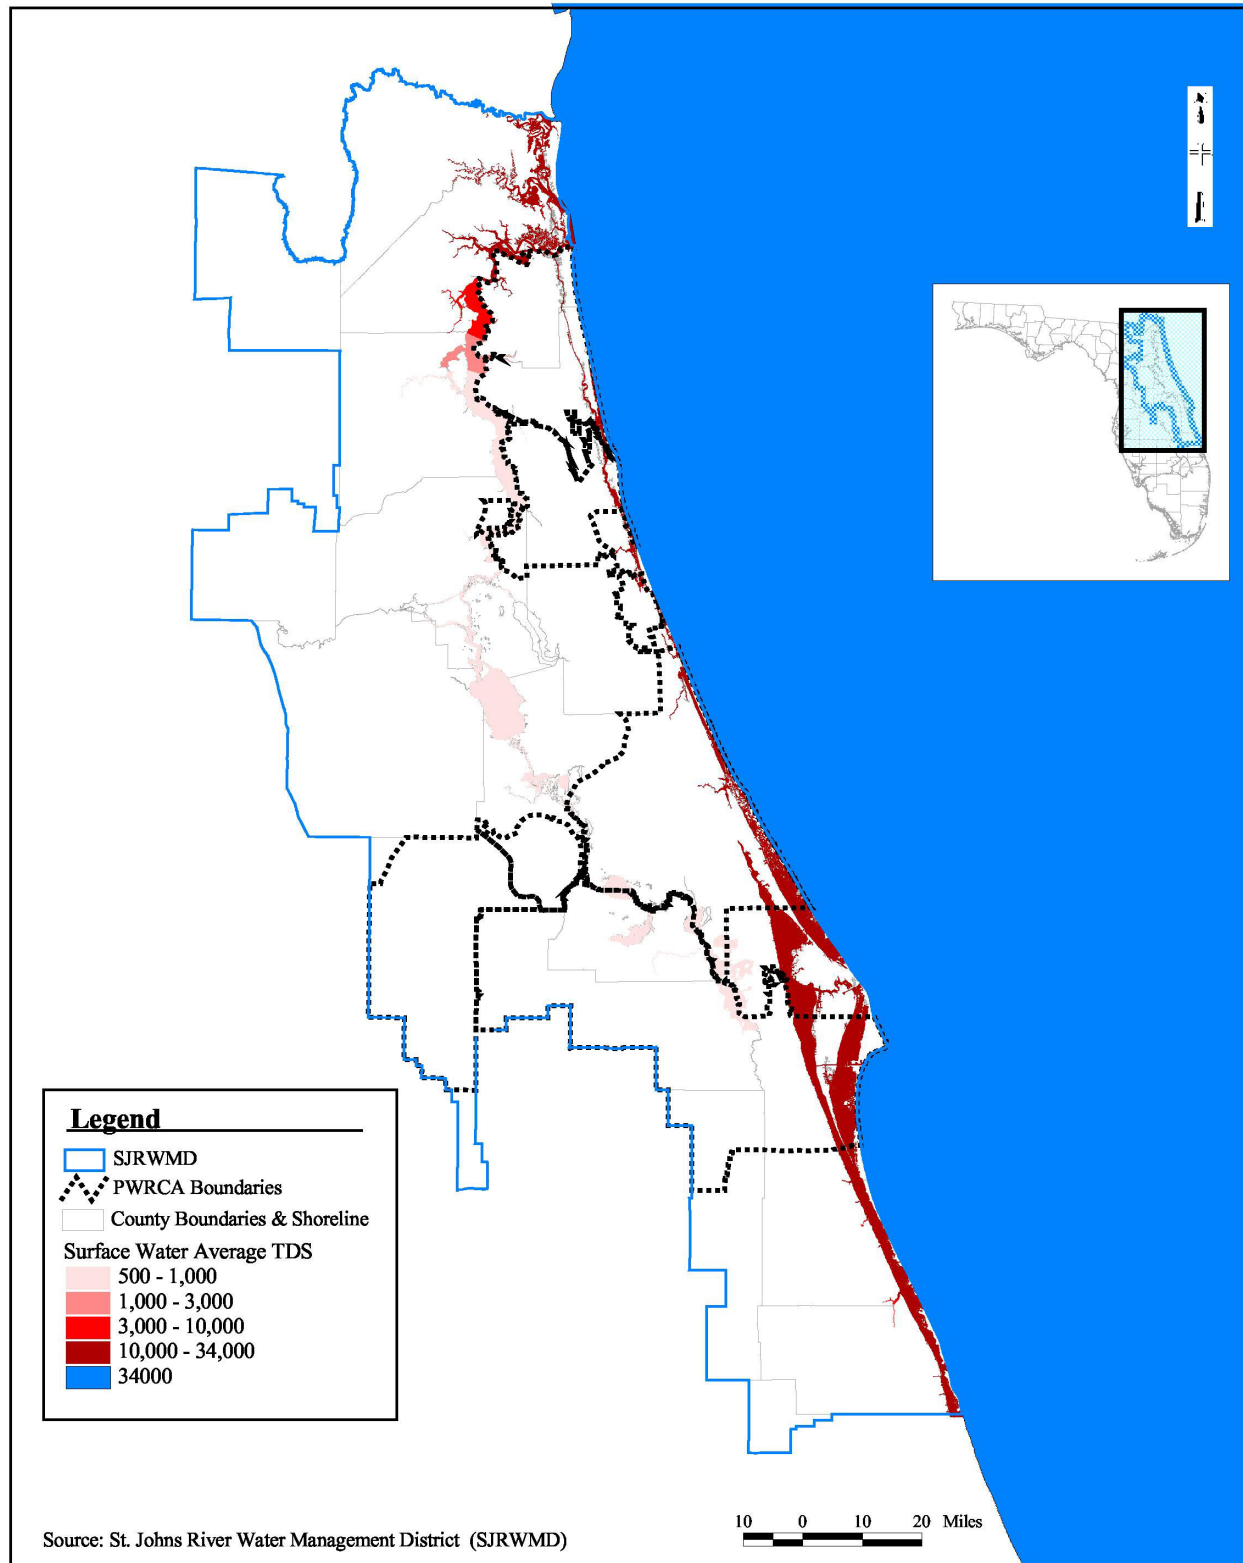 Legend
SJRWMD
PWRCA Boundaries
County Boundaries & Shoreline
Surface Water Average TDS
500 - 1,000
1,000 - 3,000
3,000 - 10,000
10,000 - 34,000
34000
Source: St. Johns River Water Management District (SJRWMD)
10 0 10 20 Miles